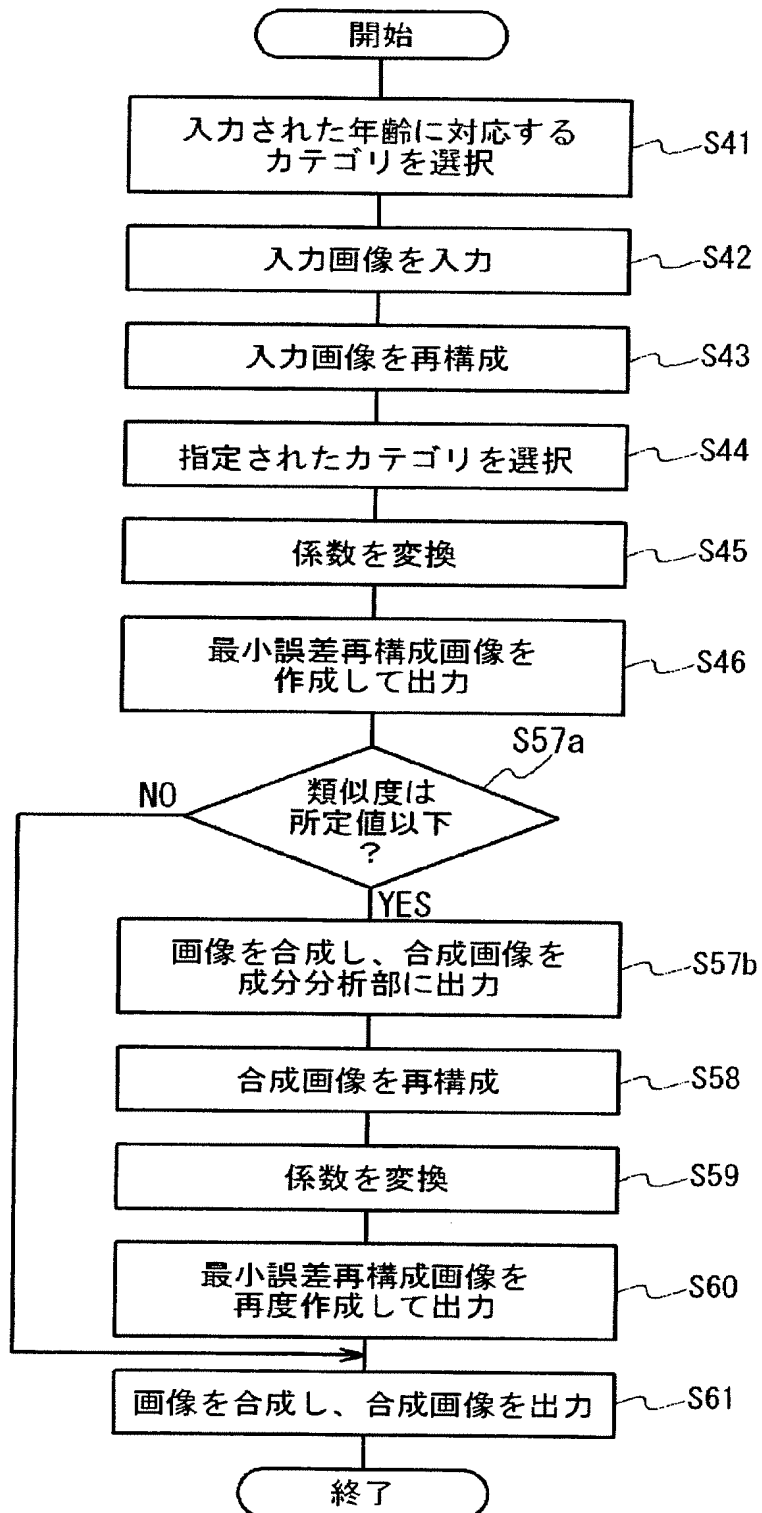 開始
入力された年齢に対応する
カテゴリを選択
S41
入力画像を入力
S42
入力画像を再構成
S43
指定されたカテゴリを選択
S44
係数を変換
S45
最小誤差再構成画像を
作成して出力
S46
S57a
NO
類似度は
所定値以下
?
YES
画像を合成し、合成画像を
成分分析部に出力
S57b
合成画像を再構成
S58
係数を変換
S59
最小誤差再構成画像を
再度作成して出力
S60
画像を合成し、合成画像を出力
S61
終了